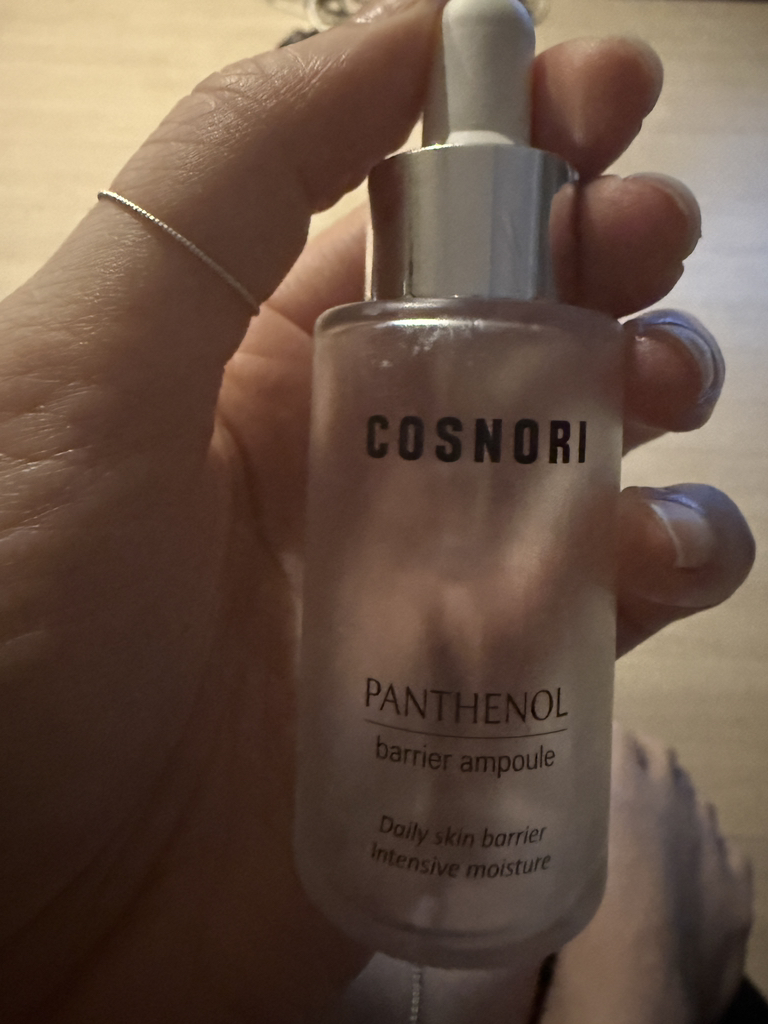 COSNORI
PANTHENOL
barrier ampoule
Daily skin barrier
Intensive moisture